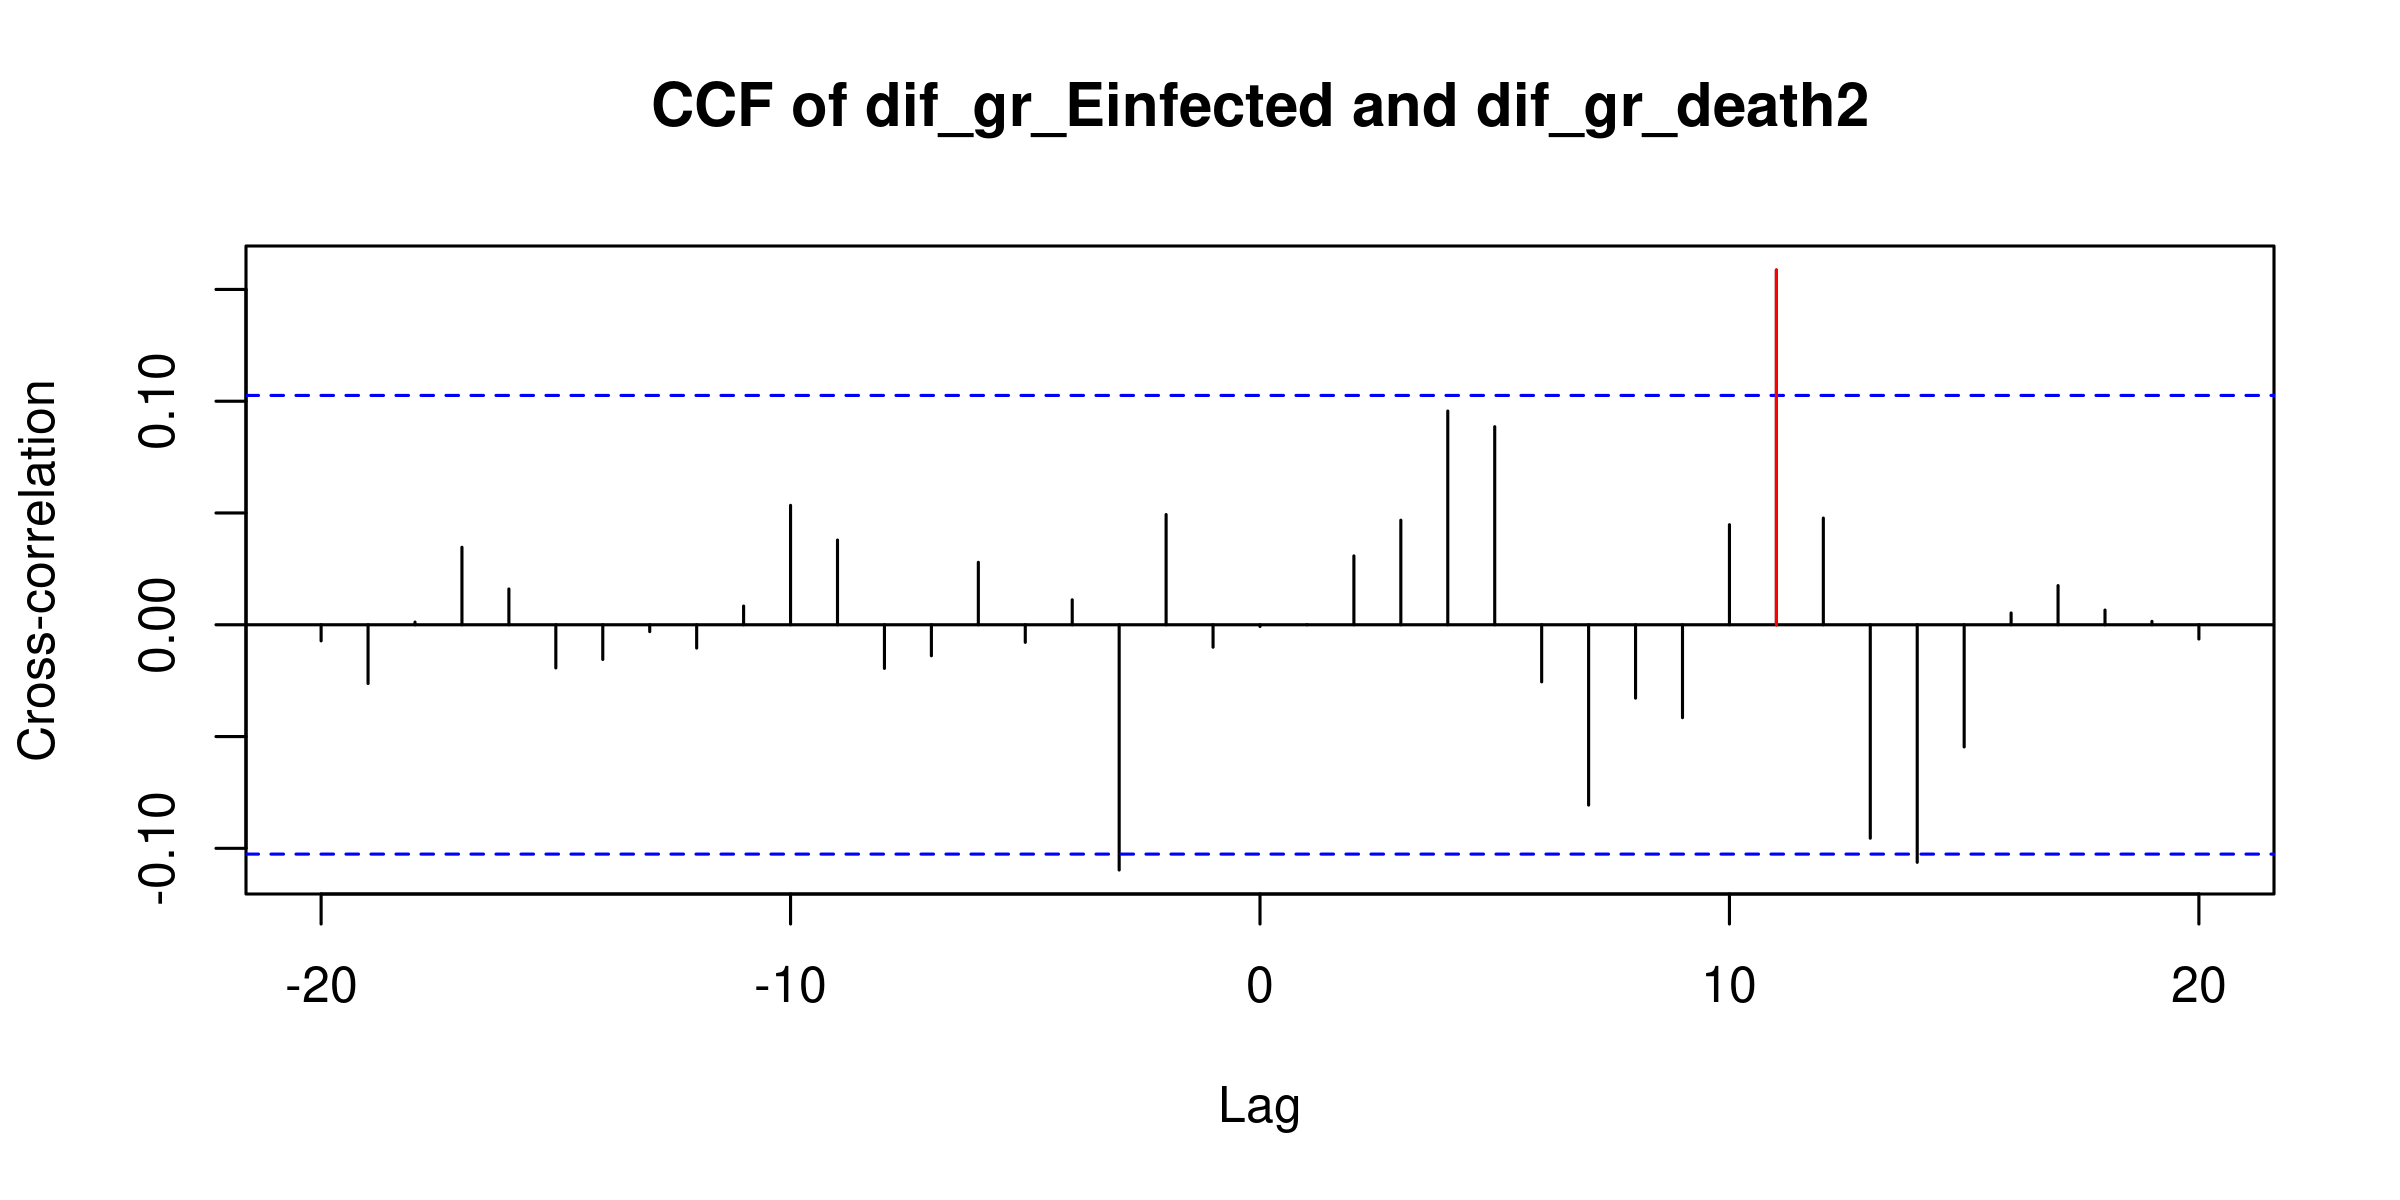 CCF of dif_gr_Einfected and dif_gr_death2
Cross-correlation
0.10
0.00
-0.10
-20 -10 0 10 20
Lag